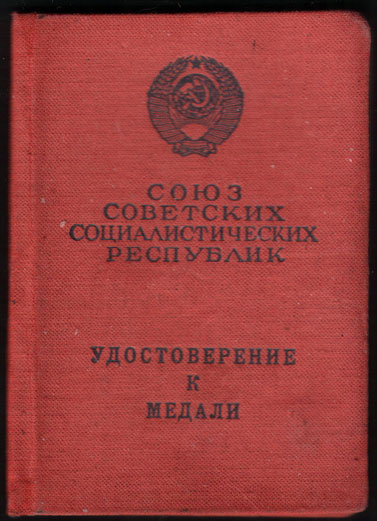 СОЮЗ
СОВЕТСКИХ
СОЦИАЛИСТИЧЕСКИХ
РЕСПУБЛИК
УДОСТОВЕРЕНИЕ
К
МЕДАЛИ